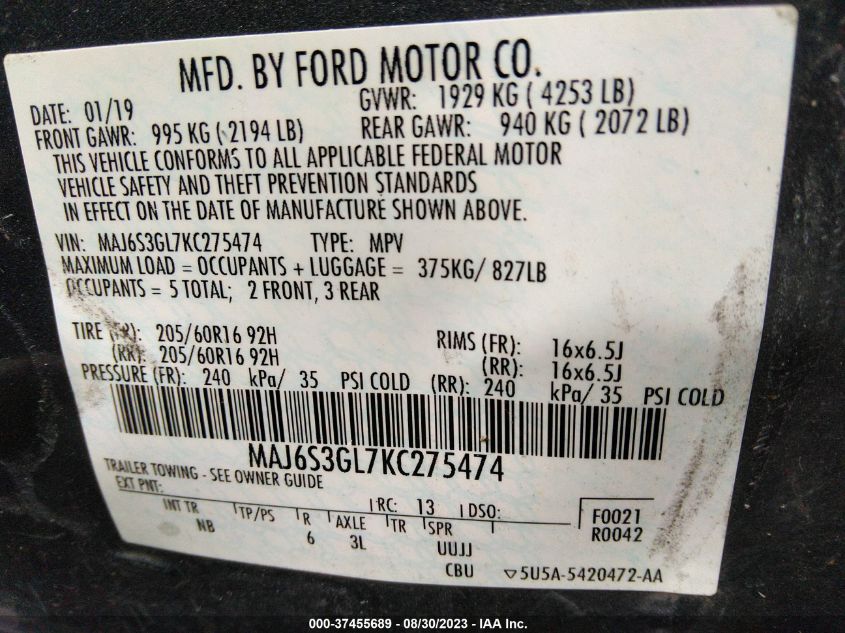 MFD. BY FORD MOTOR CO.
DATE: 01/19 GVWR: 1929 KG ( 4253 LB)
FRONT GAWR: 995 KG ( 2194 LB) REAR GAWR: 940 KG ( 2072 LB)
THIS VEHICLE CONFORMS TO ALL APPLICABLE FEDERAL MOTOR
VEHICLE SAFETY AND THEFT PREVENTION STANDARDS
IN EFFECT ON THE DATE OF MANUFACTURE SHOWN ABOVE.
VIN: MAJ6S3GL7KC275474 TYPE: MPV
MAXIMUM LOAD = OCCUPANTS + LUGGAGE = 375KG/ 827LB
OCCUPANTS = 5 TOTAL; 2 FRONT, 3 REAR
TIRE (FR): 205/60R16 92H RIMS (FR): 16x6.5J
(RR): 205/60R16 92H (RR): 16x6.5J
PRESSURE (FR): 240 kPa/ 35 PSI COLD (RR): 240 kPa/ 35 PSI COLD
MAJ6S3GL7KC275474
TRAILER TOWING - SEE OWNER GUIDE
EXT PNT: RC: 13 DSO: F0021
INT TR TP/PS R AXLE TR SPR R0042
NB 6 3L UUJJ
CBU ▽5U5A-5420472-AA
000-37455689 - 08/30/2023 - IAA Inc.